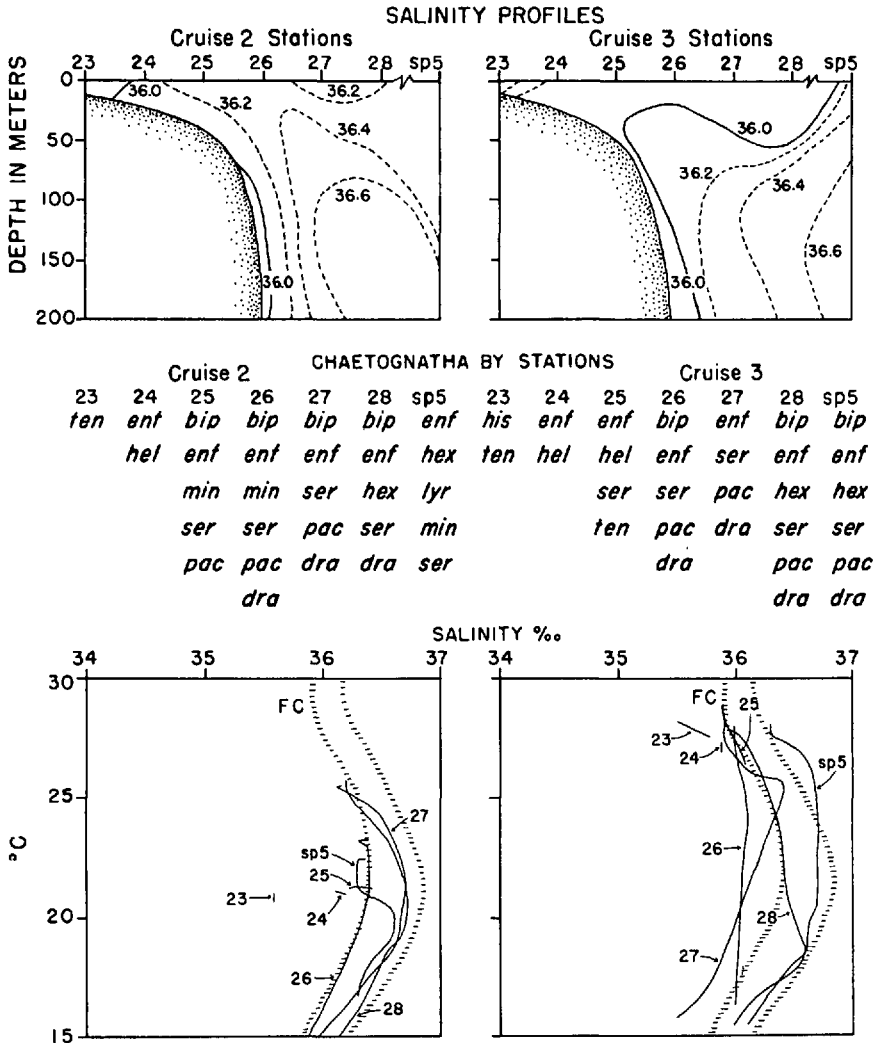 SALINITY PROFILES
Cruise 2 Stations
Cruise 3 Stations
23 24 25 26 27 28 sp5
23 24 25 26 27 28 sp5
DEPTH IN METERS
0
50
100
150
200
36.0
36.2
36.2
36.4
36.6
36.0
36.0
36.2
36.4
36.6
36.0
CHAETOGNATHA BY STATIONS
Cruise 2
Cruise 3
23 24 25 26 27 28 sp5 23 24 25 26 27 28 sp5
ten enf bip bip bip bip enf his enf enf bip enf bip bip
hel enf enf enf enf hex ten hel hel enf ser enf enf
min min ser hex lyr ser ser pac hex hex
ser ser pac ser min ten pac dra ser ser
pac pac dra dra ser dra pac pac
dra dra dra
SALINITY ‰
34 35 36 37
34 35 36 37
°C
30
25
20
15
FC
27
sp5
25
23
24
26
28
FC
25
23
24
sp5
26
28
27